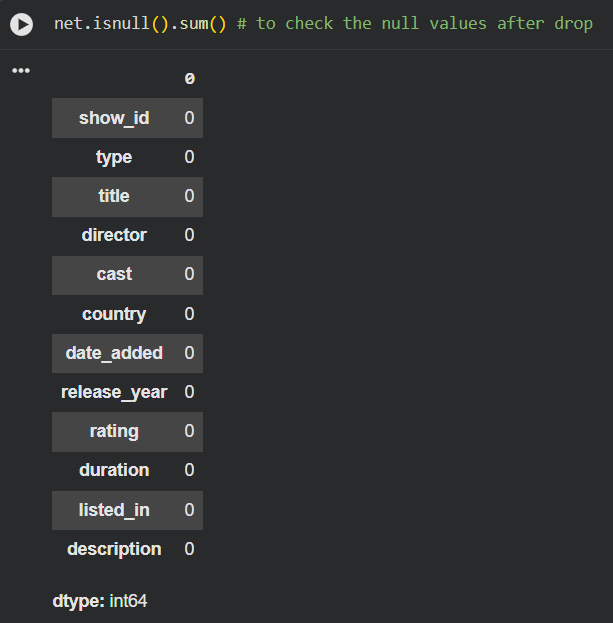 net.isnull().sum() # to check the null values after drop
0
show_id 0
type 0
title 0
director 0
cast 0
country 0
date_added 0
release_year 0
rating 0
duration 0
listed_in 0
description 0
dtype: int64